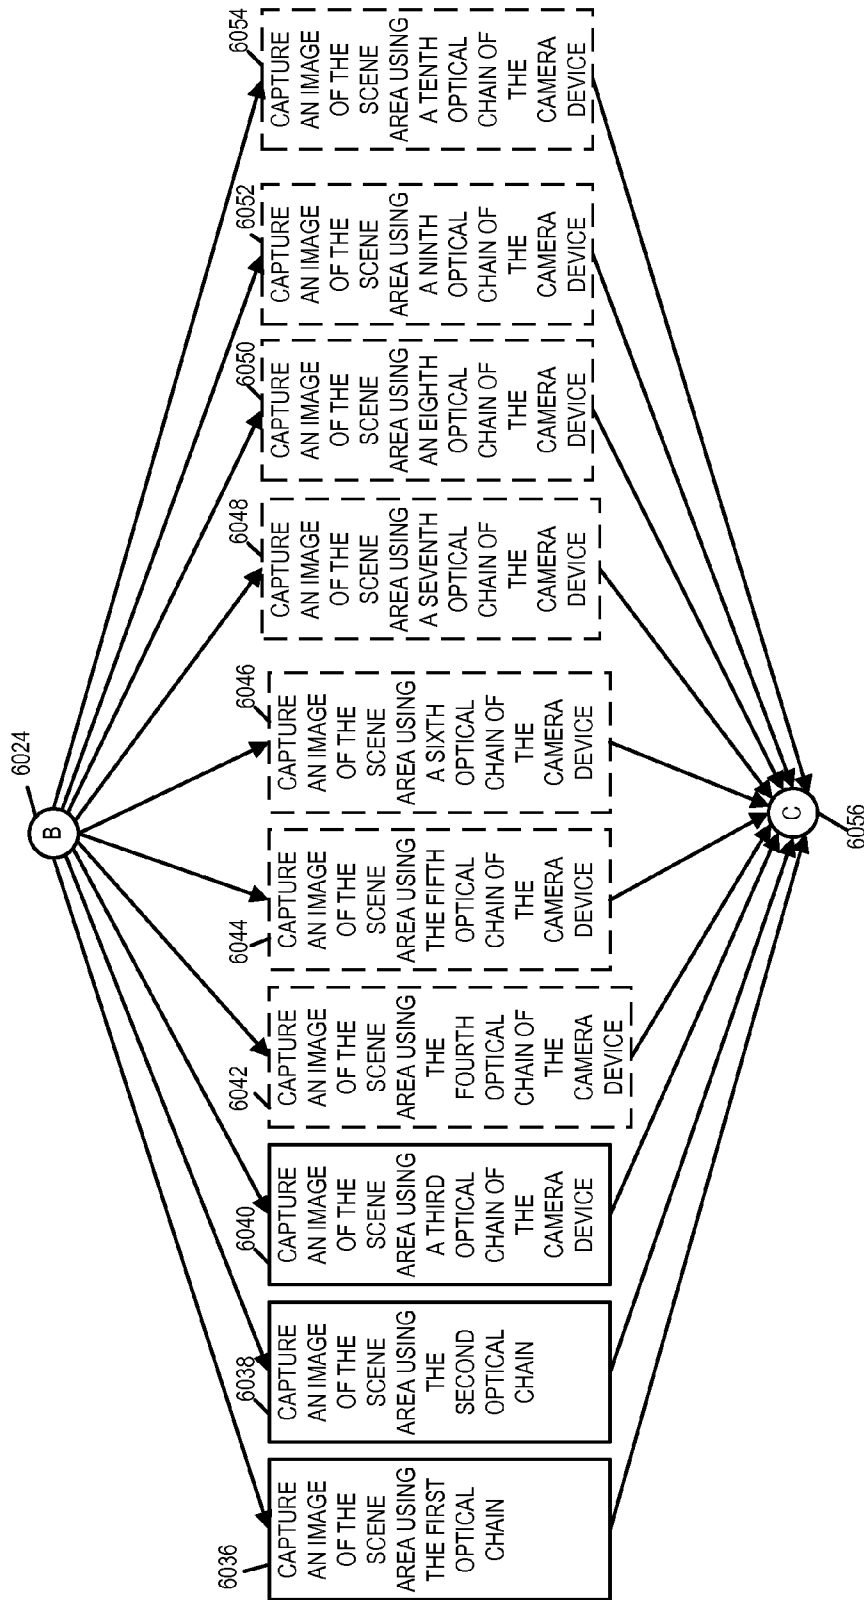 6024
B
6036
CAPTURE
AN IMAGE
OF THE
SCENE
AREA USING
THE FIRST
OPTICAL
CHAIN
6038
CAPTURE
AN IMAGE
OF THE
SCENE
AREA USING
THE
SECOND
OPTICAL
CHAIN
6040
CAPTURE
AN IMAGE
OF THE
SCENE
AREA USING
A THIRD
OPTICAL
CHAIN OF
THE
CAMERA
DEVICE
6042
CAPTURE
AN IMAGE
OF THE
SCENE
AREA USING
THE
FOURTH
OPTICAL
CHAIN OF
THE
CAMERA
DEVICE
6044
CAPTURE
AN IMAGE
OF THE
SCENE
AREA USING
THE FIFTH
OPTICAL
CHAIN OF
THE
CAMERA
DEVICE
6046
CAPTURE
AN IMAGE
OF THE
SCENE
AREA USING
A SIXTH
OPTICAL
CHAIN OF
THE
CAMERA
DEVICE
6048
CAPTURE
AN IMAGE
OF THE
SCENE
AREA USING
A SEVENTH
OPTICAL
CHAIN OF
THE
CAMERA
DEVICE
6050
CAPTURE
AN IMAGE
OF THE
SCENE
AREA USING
AN EIGHTH
OPTICAL
CHAIN OF
THE
CAMERA
DEVICE
6052
CAPTURE
AN IMAGE
OF THE
SCENE
AREA USING
A NINTH
OPTICAL
CHAIN OF
THE
CAMERA
DEVICE
6054
CAPTURE
AN IMAGE
OF THE
SCENE
AREA USING
A TENTH
OPTICAL
CHAIN OF
THE
CAMERA
DEVICE
C
6056